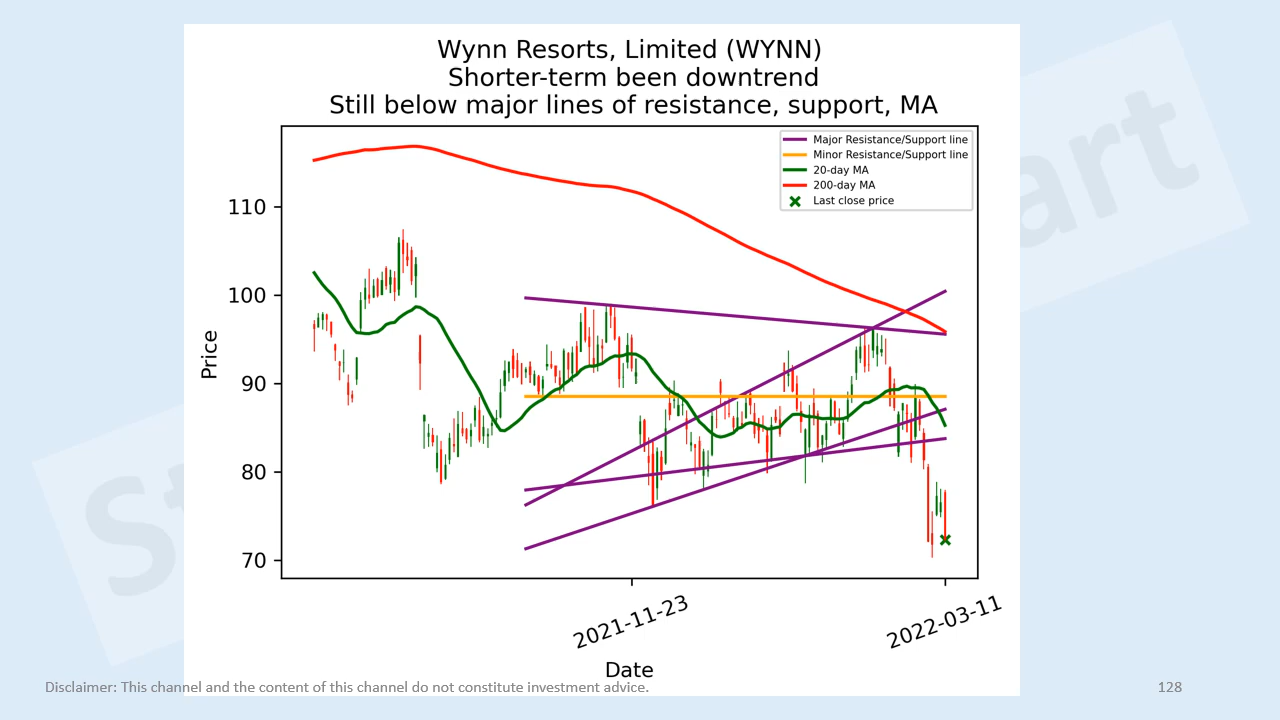 Wynn Resorts, Limited (WYNN)
Shorter-term been downtrend
Still below major lines of resistance, support, MA
Major Resistance/Support line
Minor Resistance/Support line
20-day MA
200-day MA
Last close price
110
100
90
80
70
Price
2021-11-23
2022-03-11
Date
Disclaimer: This channel and the content of this channel do not constitute investment advice.
128